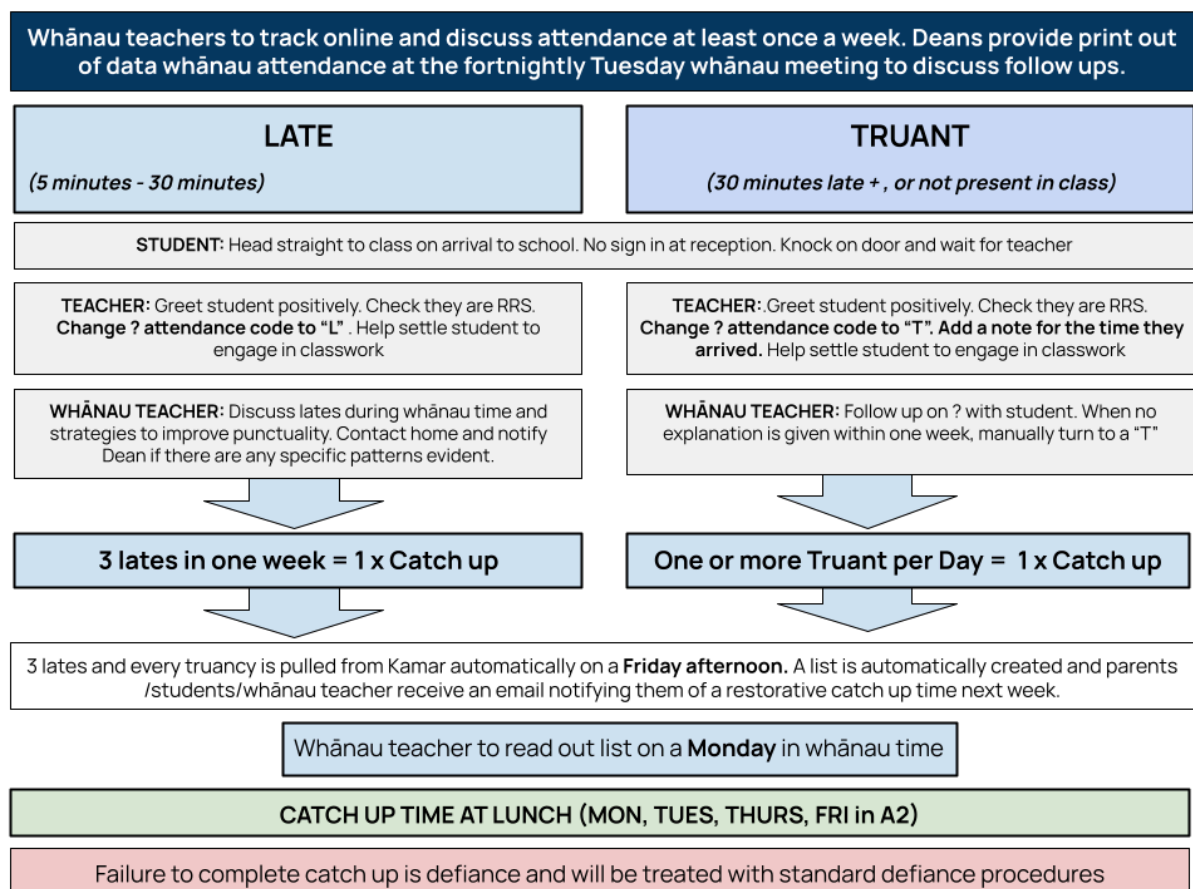 Whānau teachers to track online and discuss attendance at least once a week. Deans provide print out
of data whānau attendance at the fortnightly Tuesday whānau meeting to discuss follow ups.
LATE
(5 minutes - 30 minutes)
TRUANT
(30 minutes late + , or not present in class)
STUDENT: Head straight to class on arrival to school. No sign in at reception. Knock on door and wait for teacher
TEACHER: Greet student positively. Check they are RRS.
Change ? attendance code to “L” . Help settle student to
engage in classwork
TEACHER:.Greet student positively. Check they are RRS.
Change ? attendance code to “T”. Add a note for the time they
arrived. Help settle student to engage in classwork
WHĀNAU TEACHER: Discuss lates during whānau time and
strategies to improve punctuality. Contact home and notify
Dean if there are any specific patterns evident.
WHĀNAU TEACHER: Follow up on ? with student. When no
explanation is given within one week, manually turn to a “T”
3 lates in one week = 1 x Catch up
One or more Truant per Day = 1 x Catch up
3 lates and every truancy is pulled from Kamar automatically on a Friday afternoon. A list is automatically created and parents
/students/whānau teacher receive an email notifying them of a restorative catch up time next week.
Whānau teacher to read out list on a Monday in whānau time
CATCH UP TIME AT LUNCH (MON, TUES, THURS, FRI in A2)
Failure to complete catch up is defiance and will be treated with standard defiance procedures